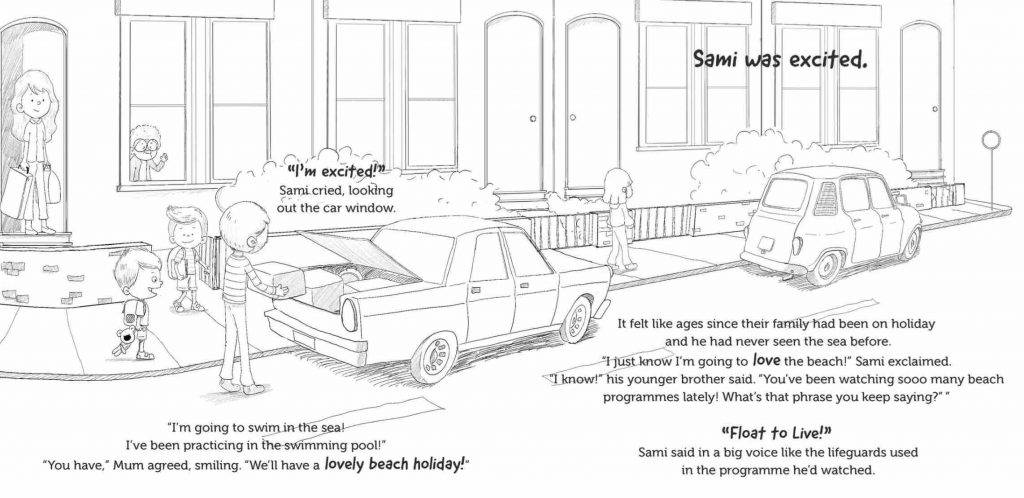 Sami was excited.
“I’m excited!”
Sami cried, looking
out the car window.
“I’m going to swim in the sea!
I’ve been practicing in the swimming pool!”
“You have,” Mum agreed, smiling. “We’ll have a lovely beach holiday!”
It felt like ages since their family had been on holiday
and he had never seen the sea before.
“I just know I’m going to love the beach!” Sami exclaimed.
“I know!” his younger brother said. “You’ve been watching sooo many beach
programmes lately! What’s that phrase you keep saying?” ”
“Float to Live!”
Sami said in a big voice like the lifeguards used
in the programme he’d watched.